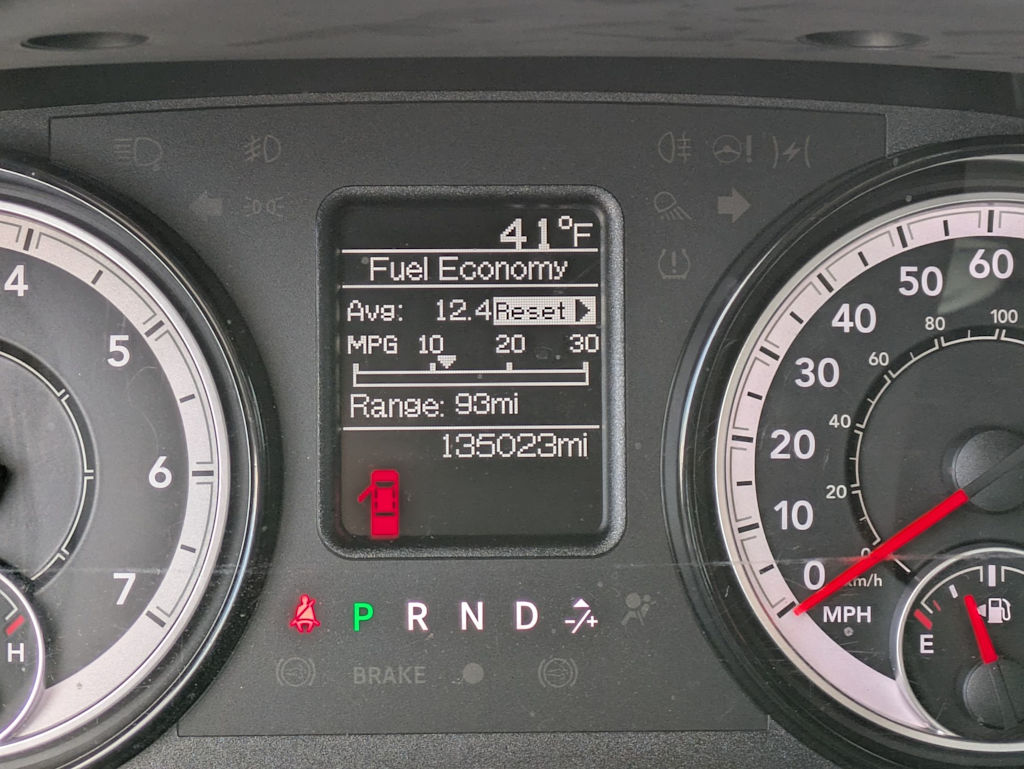 41°F
Fuel Economy
Avg: 12.4 Reset
MPG 10 20 30
Range: 93mi
135023mi
4
5
6
7
H
P R N D -/+
BRAKE
0 10 20 30 40 50 60
MPH
0 20 40 60 80 100
km/h
E